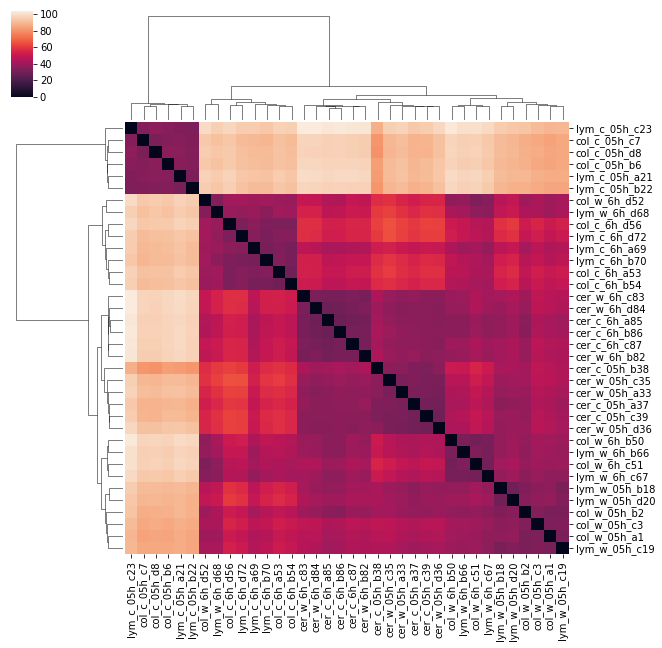 100
80
60
40
20
0
lym_c_05h_c23
col_c_05h_c7
col_c_05h_d8
col_c_05h_b6
lym_c_05h_a21
lym_c_05h_b22
col_w_6h_d52
lym_w_6h_d68
col_c_6h_d56
lym_c_6h_d72
lym_c_6h_a69
lym_c_6h_b70
col_c_6h_a53
col_c_6h_b54
cer_w_6h_c83
cer_w_6h_d84
cer_c_6h_a85
cer_c_6h_b86
cer_c_6h_c87
cer_w_6h_b82
cer_c_05h_b38
cer_w_05h_c35
cer_w_05h_a33
cer_c_05h_a37
cer_c_05h_c39
cer_w_05h_d36
col_w_6h_b50
lym_w_6h_b66
col_w_6h_c51
lym_w_6h_c67
lym_w_05h_b18
lym_w_05h_d20
col_w_05h_b2
col_w_05h_c3
col_w_05h_a1
lym_w_05h_c19
lym_c_05h_c23
col_c_05h_c7
col_c_05h_d8
col_c_05h_b6
lym_c_05h_a21
lym_c_05h_b22
col_w_6h_d52
lym_w_6h_d68
col_c_6h_d56
lym_c_6h_d72
lym_c_6h_a69
lym_c_6h_b70
col_c_6h_a53
col_c_6h_b54
cer_w_6h_c83
cer_w_6h_d84
cer_c_6h_a85
cer_c_6h_b86
cer_c_6h_c87
cer_w_6h_b82
cer_c_05h_b38
cer_w_05h_c35
cer_w_05h_a33
cer_c_05h_a37
cer_c_05h_c39
cer_w_05h_d36
col_w_6h_b50
lym_w_6h_b66
col_w_6h_c51
lym_w_6h_c67
lym_w_05h_b18
lym_w_05h_d20
col_w_05h_b2
col_w_05h_c3
col_w_05h_a1
lym_w_05h_c19